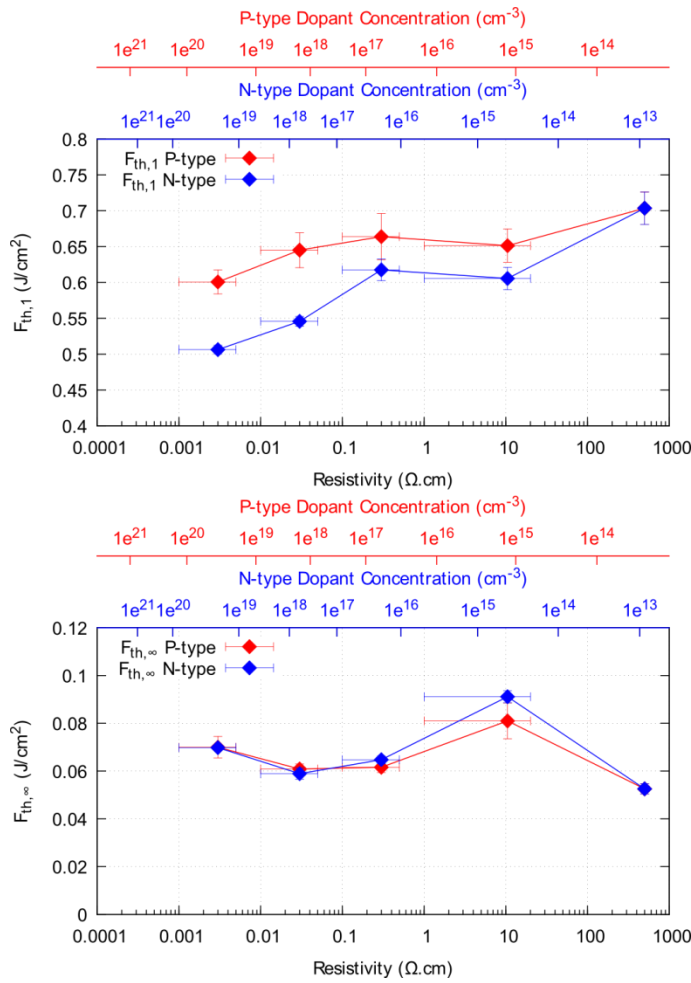 P-type Dopant Concentration (cm-3)
1e21 1e20 1e19 1e18 1e17 1e16 1e15 1e14
N-type Dopant Concentration (cm-3)
1e21 1e20 1e19 1e18 1e17 1e16 1e15 1e14 1e13
0.8
Fth,1 P-type
Fth,1 N-type
0.75
0.7
0.65
0.6
0.55
0.5
0.45
0.4
Fth,1 (J/cm2)
0.0001 0.001 0.01 0.1 1 10 100 1000
Resistivity (Ω.cm)
P-type Dopant Concentration (cm-3)
1e21 1e20 1e19 1e18 1e17 1e16 1e15 1e14
N-type Dopant Concentration (cm-3)
1e21 1e20 1e19 1e18 1e17 1e16 1e15 1e14 1e13
0.12
Fth,∞ P-type
Fth,∞ N-type
0.1
0.08
0.06
0.04
0.02
0
Fth,∞ (J/cm2)
0.0001 0.001 0.01 0.1 1 10 100 1000
Resistivity (Ω.cm)